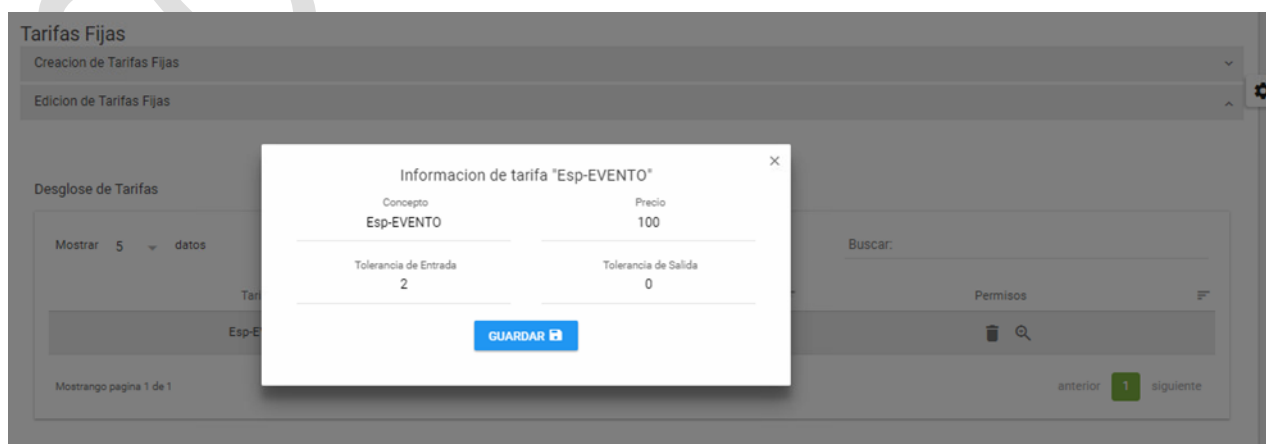 Tarifas Fijas
Creacion de Tarifas Fijas
Edicion de Tarifas Fijas
Informacion de tarifa "Esp-EVENTO"
Concepto Precio
Esp-EVENTO 100
Desglose de Tarifas
Mostrar 5 datos
Buscar:
Tolerancia de Entrada Tolerancia de Salida
2 0
Permisos
GUARDAR
Mostrango pagina 1 de 1
anterior 1 siguiente